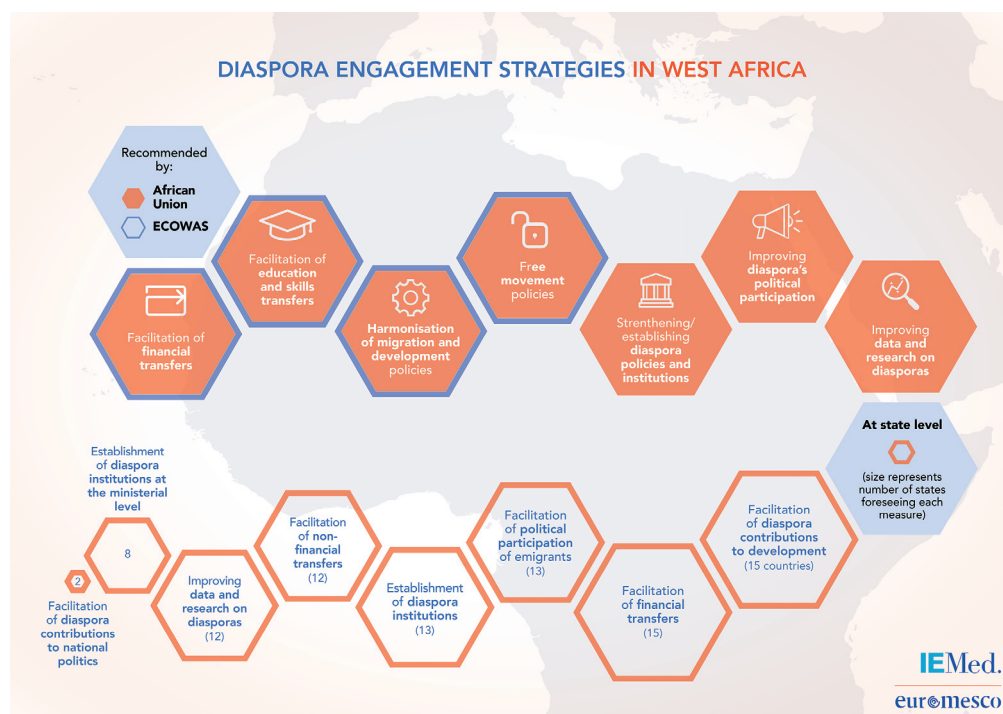 DIASPORA ENGAGEMENT STRATEGIES IN WEST AFRICA
Recommended
by:
African
Union
ECOWAS
Facilitation of
financial
transfers
Facilitation of
education
and skills
transfers
Harmonisation
of migration and
development
policies
Free
movement
policies
Strenthening/
establishing
diaspora
policies and
institutions
Improving
diaspora's
political
participation
Improving
data and
research on
diasporas
At state level
(size represents
number of states
foreseeing each
measure)
2
Facilitation
of diaspora
contributions
to national
politics
Establishment
of diaspora
institutions at
the ministerial
level
8
Improving
data and
research on
diasporas
(12)
Facilitation
of non-
financial
transfers
(12)
Establishment
of diaspora
institutions
(13)
Facilitation
of political
participation
of emigrants
(13)
Facilitation
of financial
transfers
(15)
Facilitation
of diaspora
contributions
to development
(15 countries)
IEMed.
euromesco